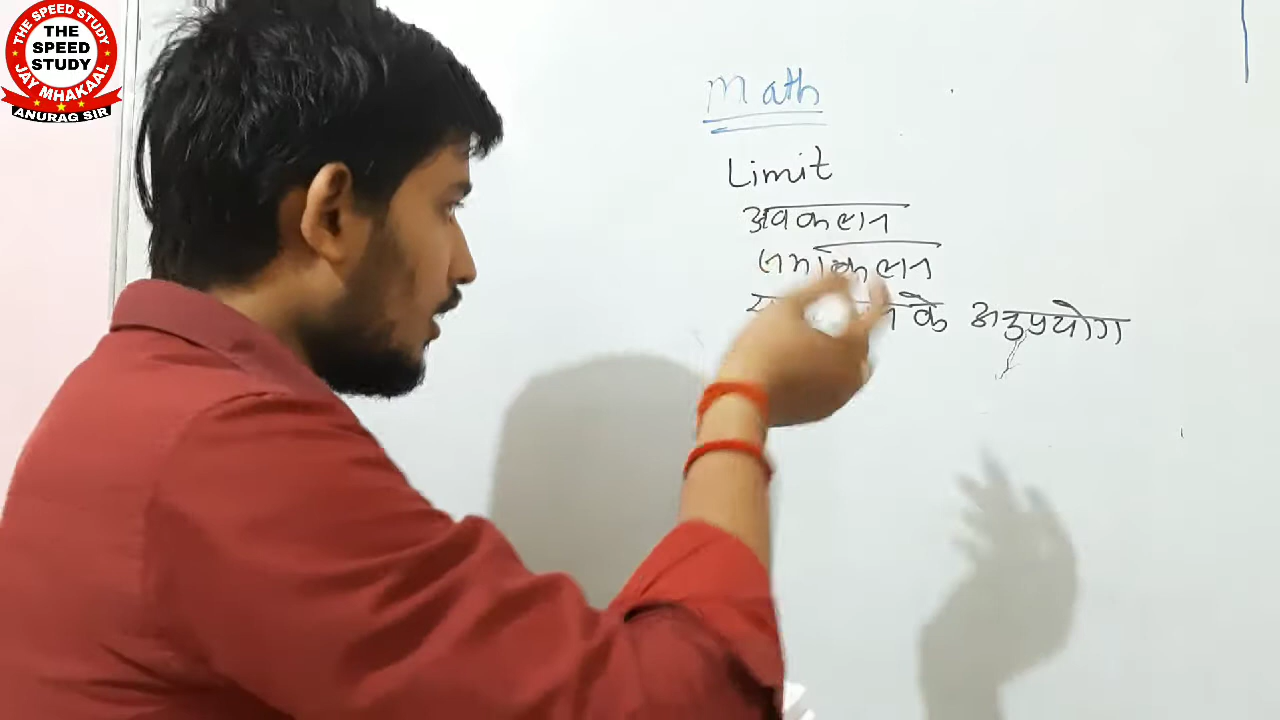 THE SPEED STUDY
THE
SPEED
STUDY
JAY MHAKAAL
ANURAG SIR
Math
Limit
अवकलन
समाकलन
के अनुप्रयोग